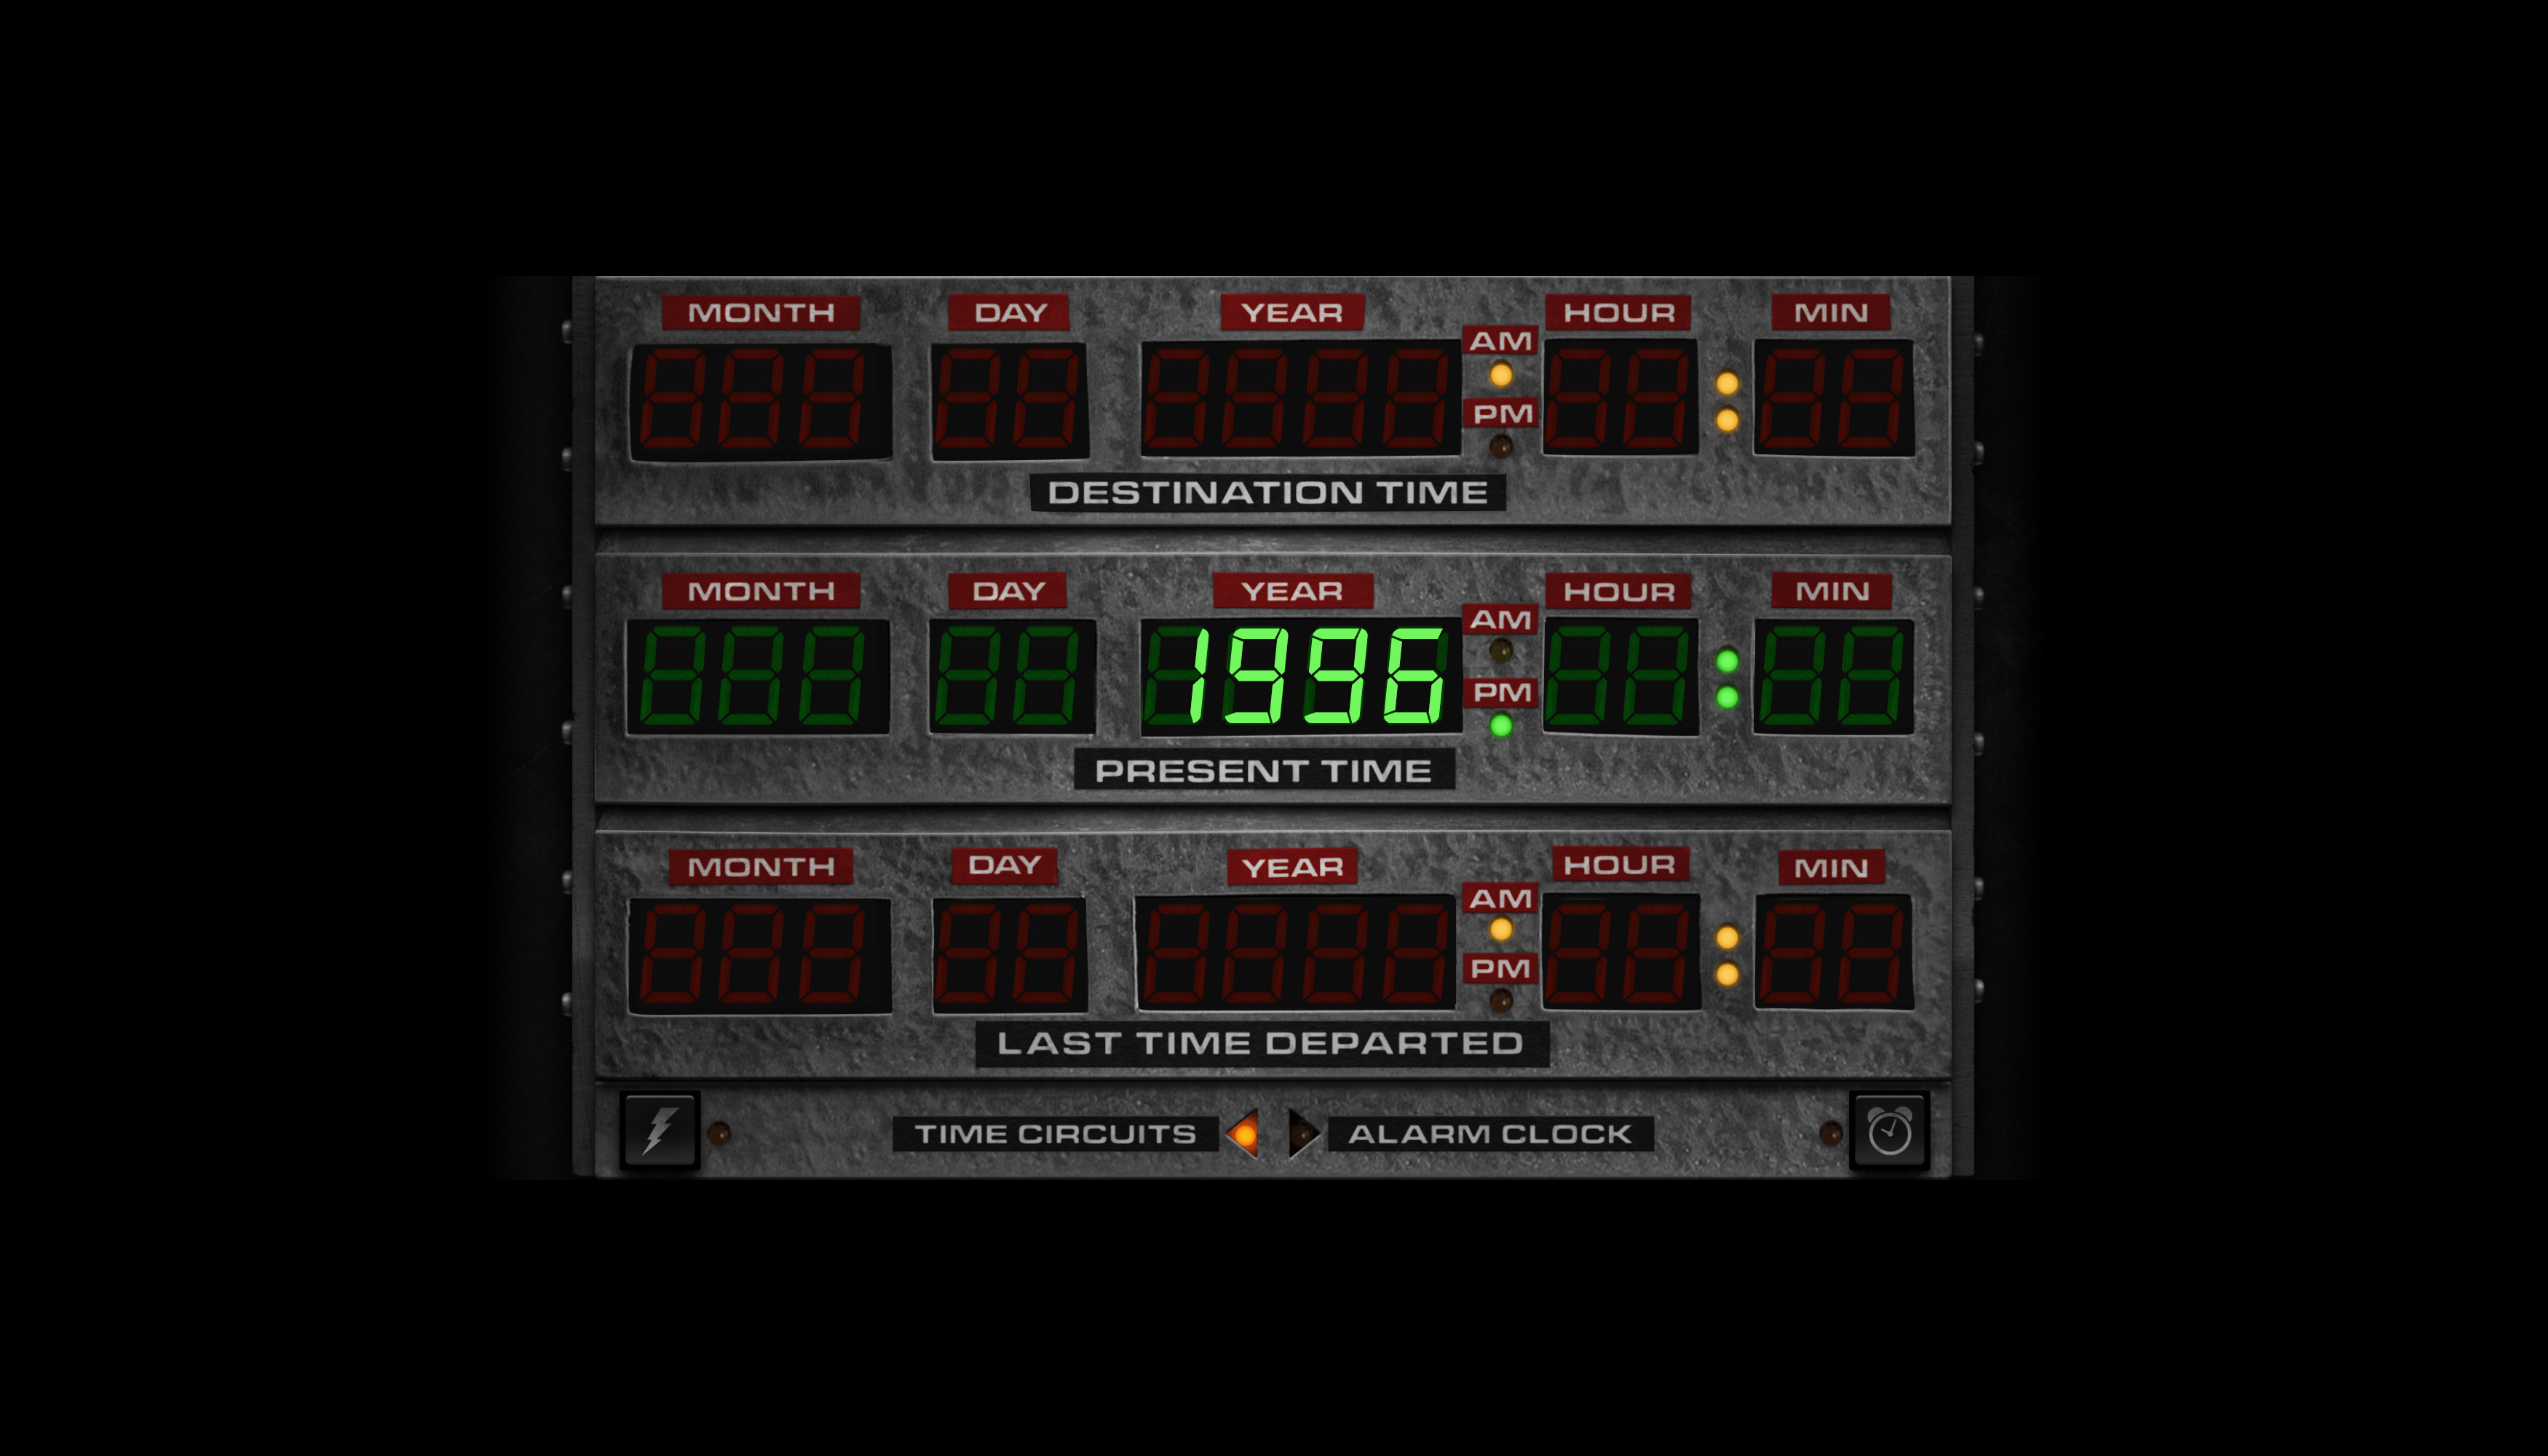 MONTH DAY YEAR HOUR MIN
AM
PM
DESTINATION TIME
MONTH DAY YEAR HOUR MIN
AM
1996
PM
PRESENT TIME
MONTH DAY YEAR HOUR MIN
AM
PM
LAST TIME DEPARTED
TIME CIRCUITS ALARM CLOCK